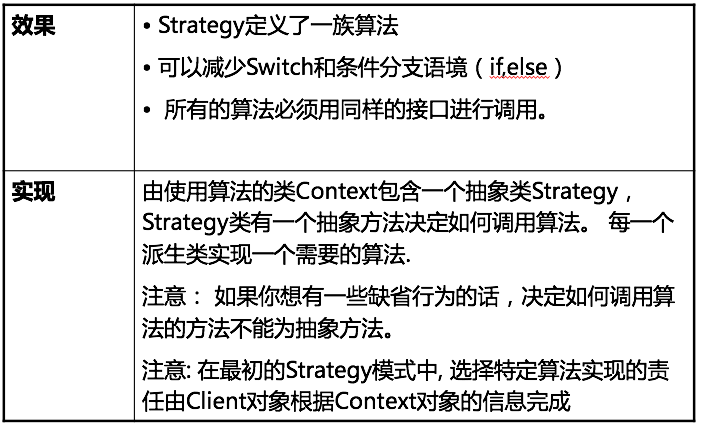 效果
• Strategy定义了一族算法
• 可以减少Switch和条件分支语境（if,else）
• 所有的算法必须用同样的接口进行调用。
实现
由使用算法的类Context包含一个抽象类Strategy，
Strategy类有一个抽象方法决定如何调用算法。 每一个
派生类实现一个需要的算法.
注意： 如果你想有一些缺省行为的话，决定如何调用算
法的方法不能为抽象方法。
注意: 在最初的Strategy模式中, 选择特定算法实现的责
任由Client对象根据Context对象的信息完成